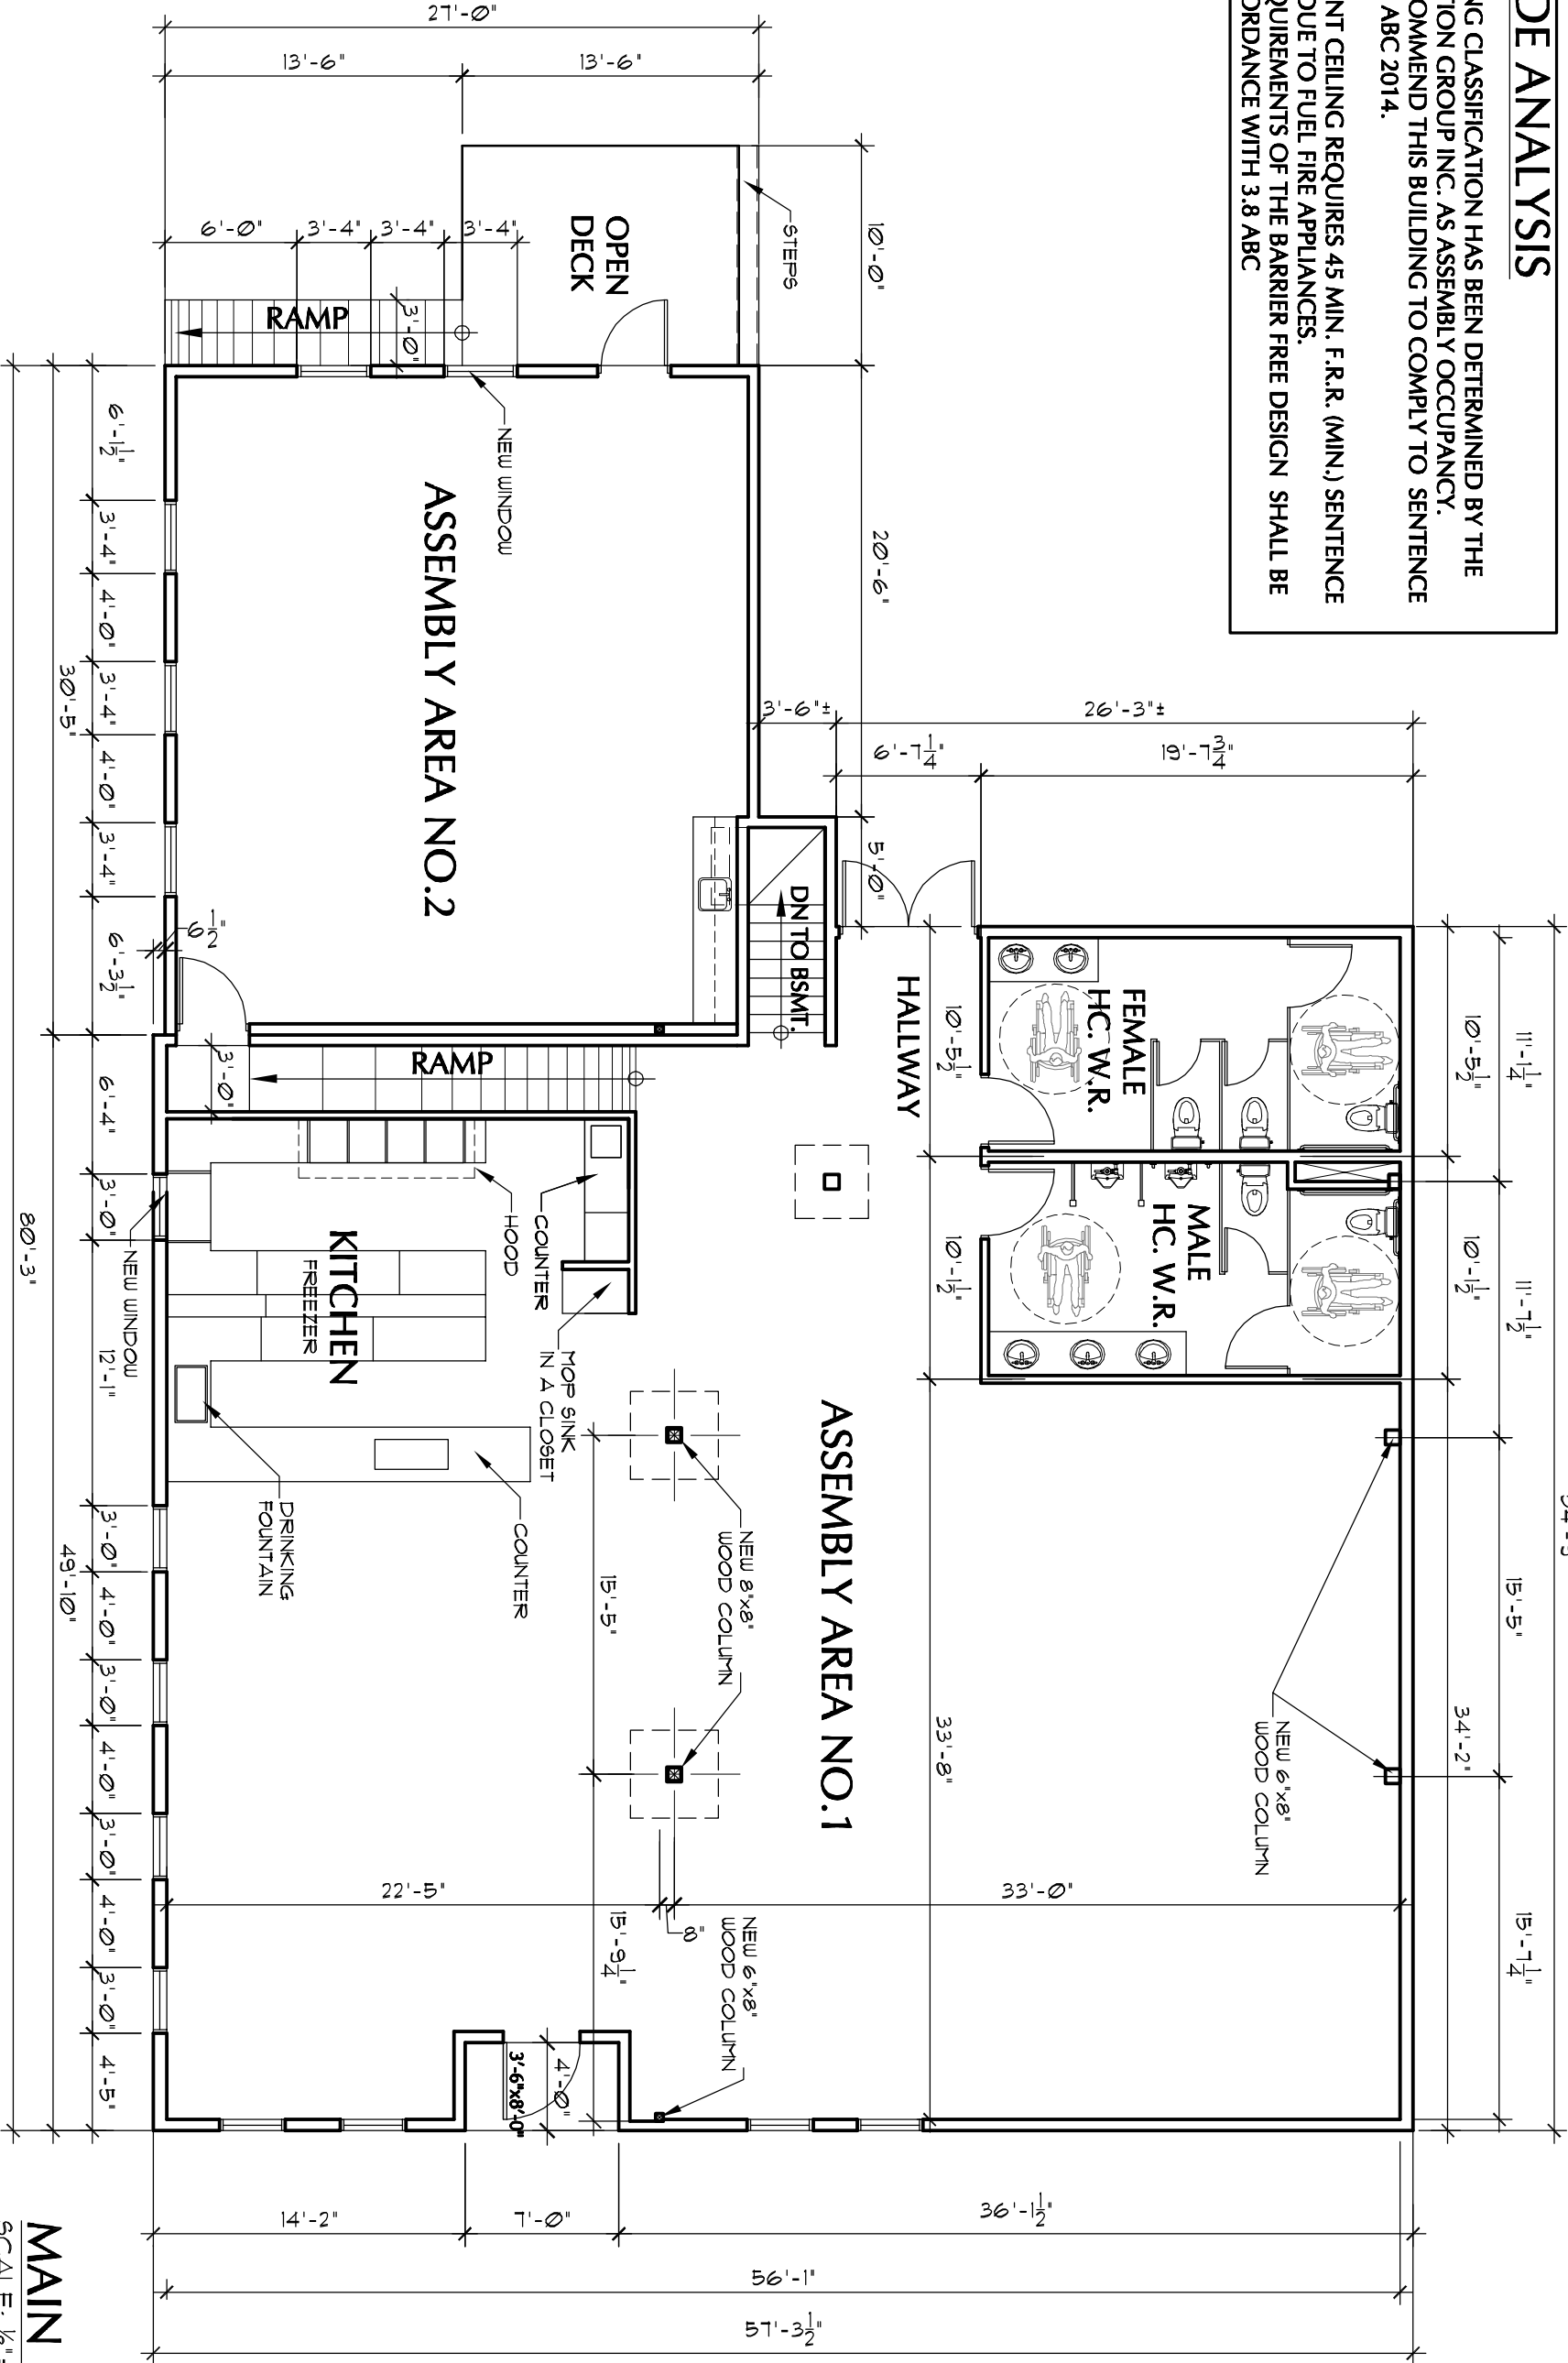 DE ANALYSIS
NG CLASSIFICATION HAS BEEN DETERMINED BY THE
TION GROUP INC. AS ASSEMBLY OCCUPANCY.
OMMEND THIS BUILDING TO COMPLY TO SENTENCE
ABC 2014.
NT CEILING REQUIRES 45 MIN. F.R.R. (MIN.) SENTENCE
DUE TO FUEL FIRE APPLIANCES.
QUIREMENTS OF THE BARRIER FREE DESIGN SHALL BE
ORDANCE WITH 3.8 ABC
27'-0"
13'-6"
13'-6"
10'-0"
20'-6"
5'-0"
STEPS
OPEN
DECK
6'-0"
3'-4"
3'-4"
3'-4"
RAMP
3'-0"
NEW WINDOW
ASSEMBLY AREA NO.2
6'-1 1/2"
3'-4"
4'-0"
3'-4"
4'-0"
3'-4"
6'-3 1/2"
6 1/2"
30'-5"
3'-6"±
26'-3"±
6'-7 1/4"
19'-7 3/4"
DN TO BSMT.
HALLWAY
10'-5 1/2"
10'-1 1/2"
FEMALE
HC. W.R.
MALE
HC. W.R.
11'-1 1/4"
10'-5 1/2"
11'-7 1/2"
10'-1 1/2"
15'-5"
15'-7 1/4"
34'-2"
RAMP
3'-0"
KITCHEN
FREEZER
HOOD
COUNTER
MOP SINK
IN A CLOSET
NEW WINDOW
DRINKING
FOUNTAIN
COUNTER
ASSEMBLY AREA NO.1
NEW 8"x8"
WOOD COLUMN
NEW 6"x8"
WOOD COLUMN
NEW 6"x8"
WOOD COLUMN
15'-5"
15'-9 1/4"
33'-8"
22'-5"
8"
33'-0"
4'-0"
3'-6"x8'-0"
6'-4"
3'-0"
12'-1"
3'-0"
4'-0"
3'-0"
4'-0"
3'-0"
4'-0"
3'-0"
4'-5"
49'-10"
80'-3"
14'-2"
7'-0"
36'-1 1/2"
56'-1"
57'-3 1/2"
MAIN